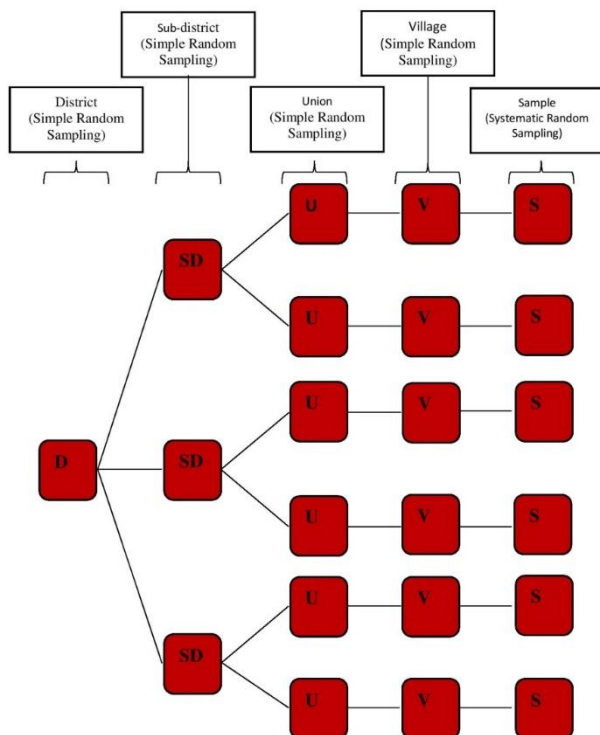 Sub-district
(Simple Random
Sampling)
Village
(Simple Random
Sampling)
District
(Simple Random
Sampling)
Union
(Simple Random
Sampling)
Sample
(Systematic Random
Sampling)
U
V
S
SD
U
V
S
U
V
S
D
SD
U
V
S
U
V
S
SD
U
V
S